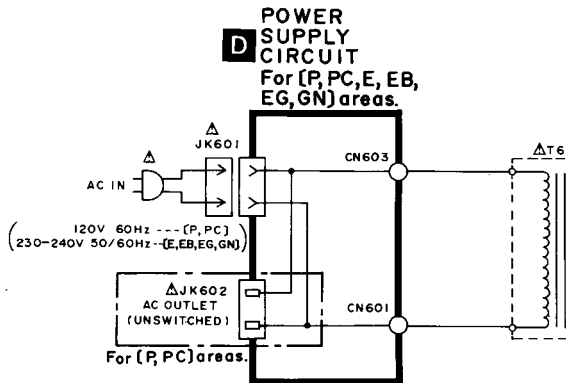 D
POWER
SUPPLY
CIRCUIT
For [P, PC, E, EB,
EG, GN] areas.
JK601
CN603
T6
AC IN
120V 60Hz --- [P, PC]
230-240V 50/60Hz -- [E,EB,EG,GN]
JK602
AC OUTLET
(UNSWITCHED)
CN601
For [P, PC] areas.